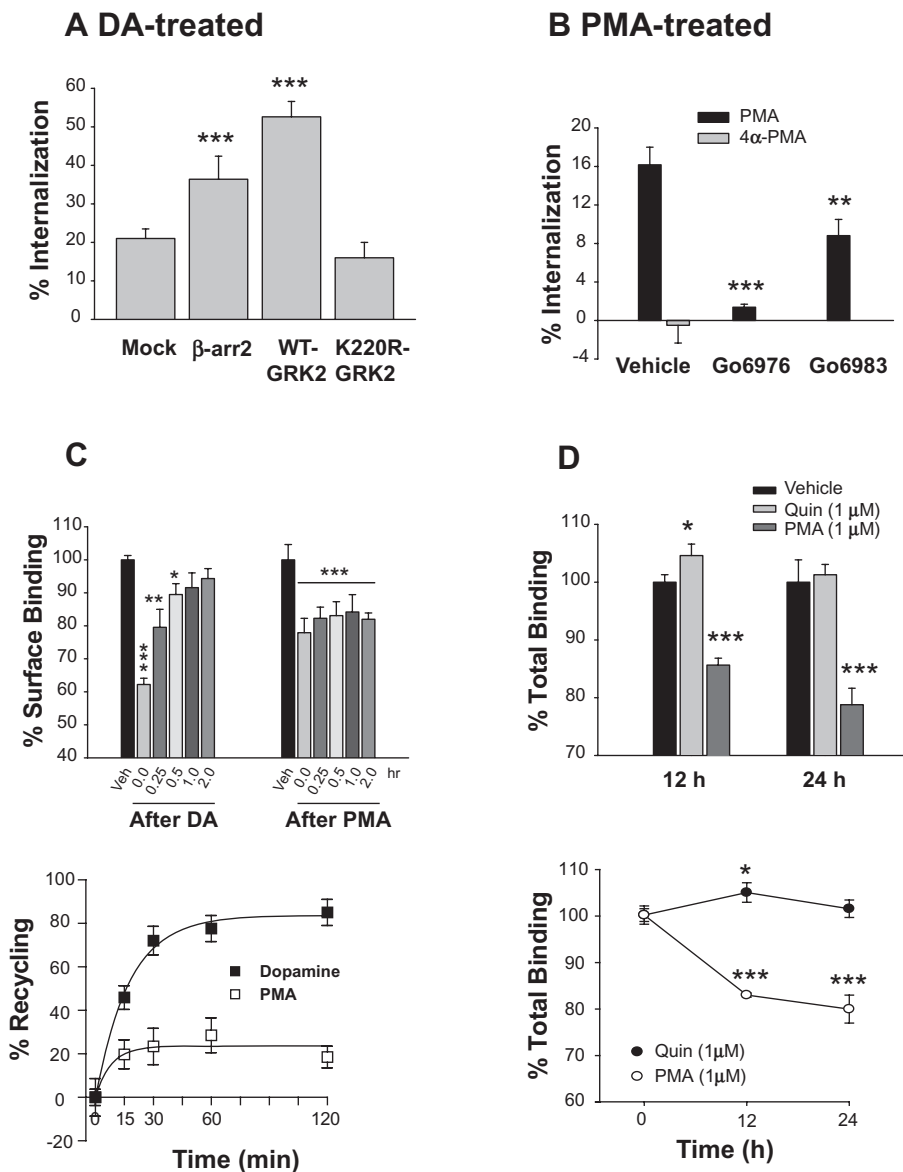 A DA-treated
% Internalization
60
50
40
30
20
10
0
***
***
Mock
β-arr2
WT-
GRK2
K220R-
GRK2
B PMA-treated
PMA
4α-PMA
% Internalization
20
16
12
8
4
0
-4
***
**
Vehicle
Go6976
Go6983
C
% Surface Binding
110
100
90
80
70
60
50
40
***
**
*
***
Veh
0.0
0.25
0.5
1.0
2.0
Veh
0.0
0.25
0.5
1.0
2.0
hr
After DA
After PMA
% Recycling
100
80
60
40
20
0
-20
Dopamine
PMA
0
15
30
60
120
Time (min)
D
Vehicle
Quin (1 µM)
PMA (1 µM)
% Total Binding
110
100
90
80
70
*
***
***
12 h
24 h
% Total Binding
110
100
90
80
70
60
*
***
***
Quin (1µM)
PMA (1µM)
0
12
24
Time (h)